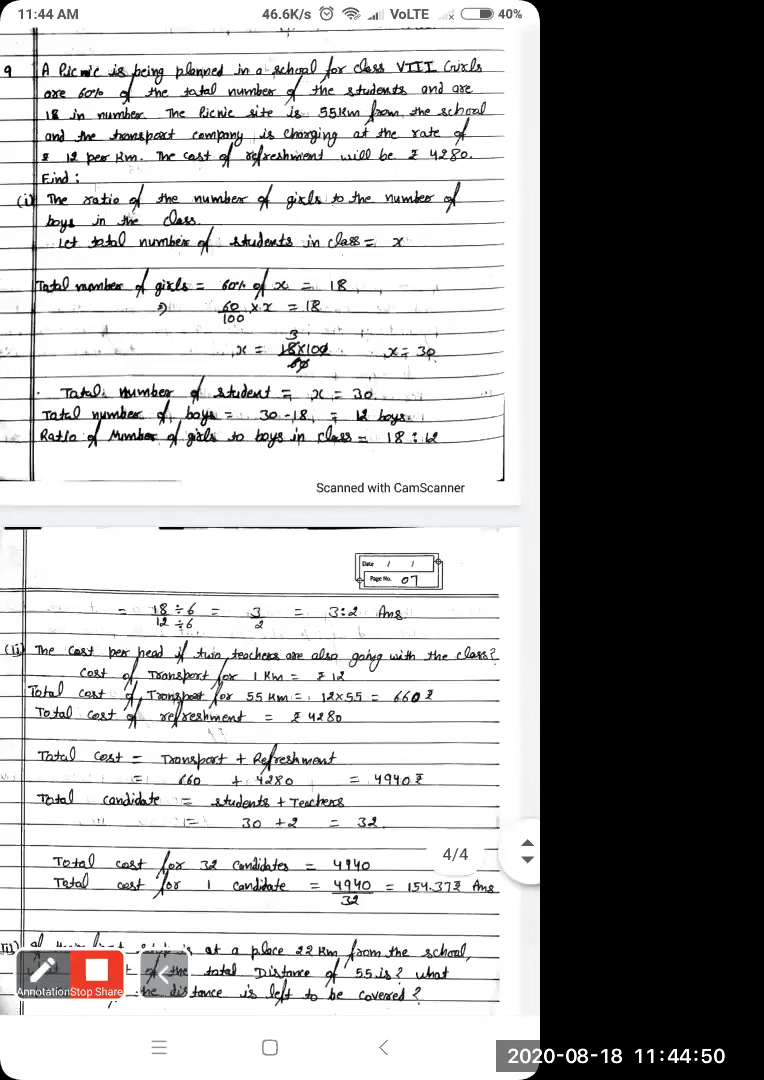 11:44 AM 46.6K/s VoLTE 40%
9 A Picnic is being planned in a school for class VIII Girls
are 60% of the total number of the students and are
18 in number. The Picnic site is 55Km from the school
and the transport company is charging at the rate of
₹ 12 per Km. The cost of refreshment will be ₹ 4280.
Find :
(i) The ratio of the number of girls to the number of
boys in the class.
Let total number of students in class = x
Total number of girls = 60% of x = 18
⇒ 60/100 × x = 18
3
x = 18×100/60 x = 30
Total number of student = x = 30
Total number of boys = 30 - 18 = 12 boys.
Ratio of Number of girls to boys in class = 18 : 12
Scanned with CamScanner
Date / /
Page No. 07
= 18 ÷ 6 / 12 ÷ 6 = 3/2 = 3:2 Ans.
(ii) The cost per head if two teachers are also going with the class?
Cost of Transport for 1 Km = ₹ 12
Total cost of Transport for 55 Km = 12×55 = 660 ₹
Total cost of refreshment = ₹ 4280
Total cost = Transport + Refreshment
= 660 + 4280 = 4940 ₹
Total candidate = students + Teachers
= 30 + 2 = 32
Total cost for 32 candidates = 4940
4/4
Total cost for 1 candidate = 4940/32 = 154.37₹ Ans
is at a place 22 Km from the school,
of the total Distance of 55 is? what
the distance is left to be covered?
Annotation Stop Share
2020-08-18 11:44:50